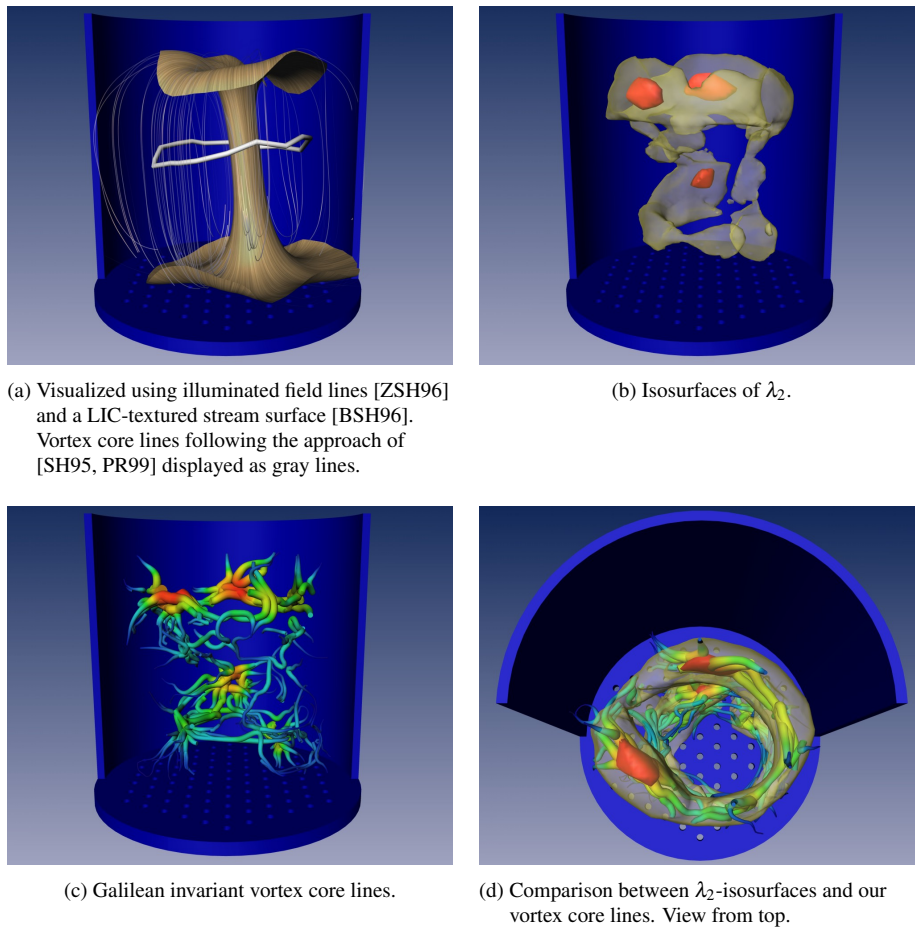 (a) Visualized using illuminated field lines [ZSH96]
and a LIC-textured stream surface [BSH96].
Vortex core lines following the approach of
[SH95, PR99] displayed as gray lines.
(b) Isosurfaces of λ₂.
(c) Galilean invariant vortex core lines.
(d) Comparison between λ₂-isosurfaces and our
vortex core lines. View from top.